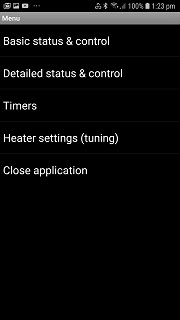 100% 1:23 pm
Menu
Basic status & control
Detailed status & control
Timers
Heater settings (tuning)
Close application